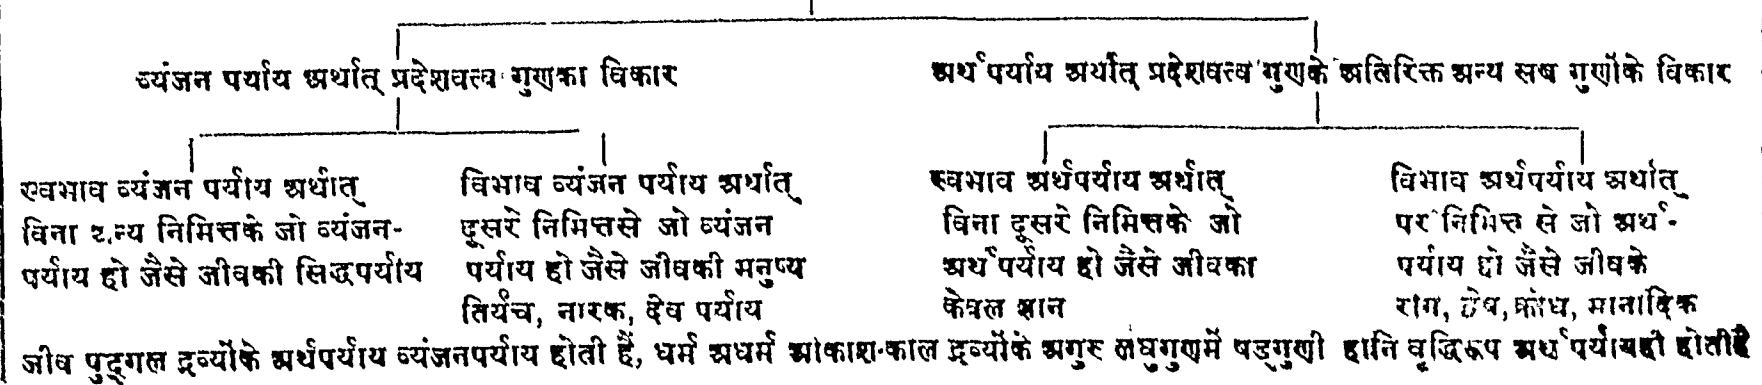 व्यंजन पर्याय अर्थात् प्रदेशवत्व गुणका विकार
अर्थ पर्याय अर्थात् प्रदेशवत्व गुणके अतिरिक्त अन्य सब गुणोंके विकार
स्वभाव व्यंजन पर्याय अर्थात्
विना अन्य निमित्तके जो व्यंजन-
पर्याय हो जैसे जीवकी सिद्धपर्याय
विभाव व्यंजन पर्याय अर्थात्
दूसरे निमित्तसे जो व्यंजन
पर्याय हो जैसे जीवकी मनुष्य
तिर्यंच, नारक, देव पर्याय
स्वभाव अर्थपर्याय अर्थात्
विना दूसरे निमित्तके जो
अर्थ पर्याय हो जैसे जीवका
केवल ज्ञान
विभाव अर्थपर्याय अर्थात्
पर निमित्त से जो अर्थ-
पर्याय हो जैसे जीवके
राग, द्वेष, क्रोध, मानादिक
जीव पुद्गल द्रव्योंके अर्थपर्याय व्यंजनपर्याय होती हैं, धर्म अधर्म आकाश-काल द्रव्योंके अगुरु लघुगुणमें षड्गुणी हानि वृद्धिरूप अर्थ पर्यायही होतीहै